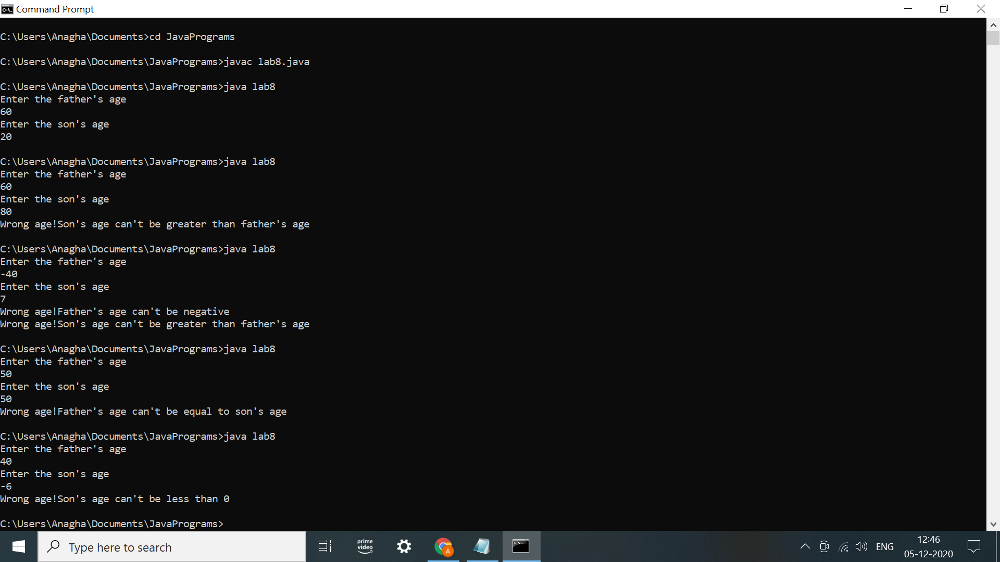 Command Prompt
C:\Users\Anagha\Documents>cd JavaPrograms
C:\Users\Anagha\Documents\JavaPrograms>javac lab8.java
C:\Users\Anagha\Documents\JavaPrograms>java lab8
Enter the father's age
60
Enter the son's age
20
C:\Users\Anagha\Documents\JavaPrograms>java lab8
Enter the father's age
60
Enter the son's age
80
Wrong age!Son's age can't be greater than father's age
C:\Users\Anagha\Documents\JavaPrograms>java lab8
Enter the father's age
-40
Enter the son's age
7
Wrong age!Father's age can't be negative
Wrong age!Son's age can't be greater than father's age
C:\Users\Anagha\Documents\JavaPrograms>java lab8
Enter the father's age
50
Enter the son's age
50
Wrong age!Father's age can't be equal to son's age
C:\Users\Anagha\Documents\JavaPrograms>java lab8
Enter the father's age
40
Enter the son's age
-6
Wrong age!Son's age can't be less than 0
C:\Users\Anagha\Documents\JavaPrograms>
Type here to search
prime
video
A
ENG
12:46
05-12-2020